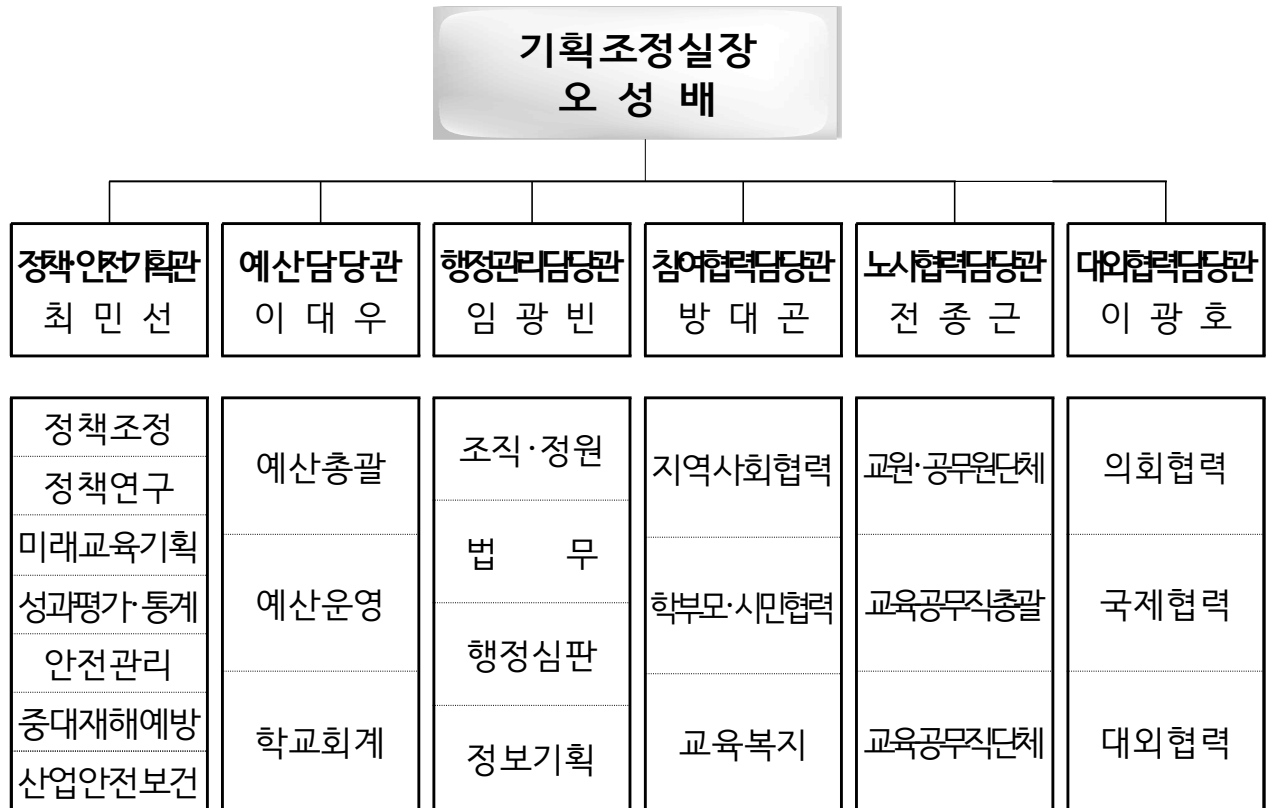 기획조정실장
오 성 배
정책·안전기획관
최 민 선
예산담당관
이 대 우
행정관리담당관
임 광 빈
참여협력담당관
방 대 곤
노사협력담당관
전 종 근
대외협력담당관
이 광 호
정책조정
정책연구
미래교육기획
성과평가·통계
안전관리
중대재해예방
산업안전보건
예산총괄
예산운영
학교회계
조직·정원
법 무
행정심판
정보기획
지역사회협력
학부모·시민협력
교육복지
교원·공무원단체
교육공무직총괄
교육공무직단체
의회협력
국제협력
대외협력